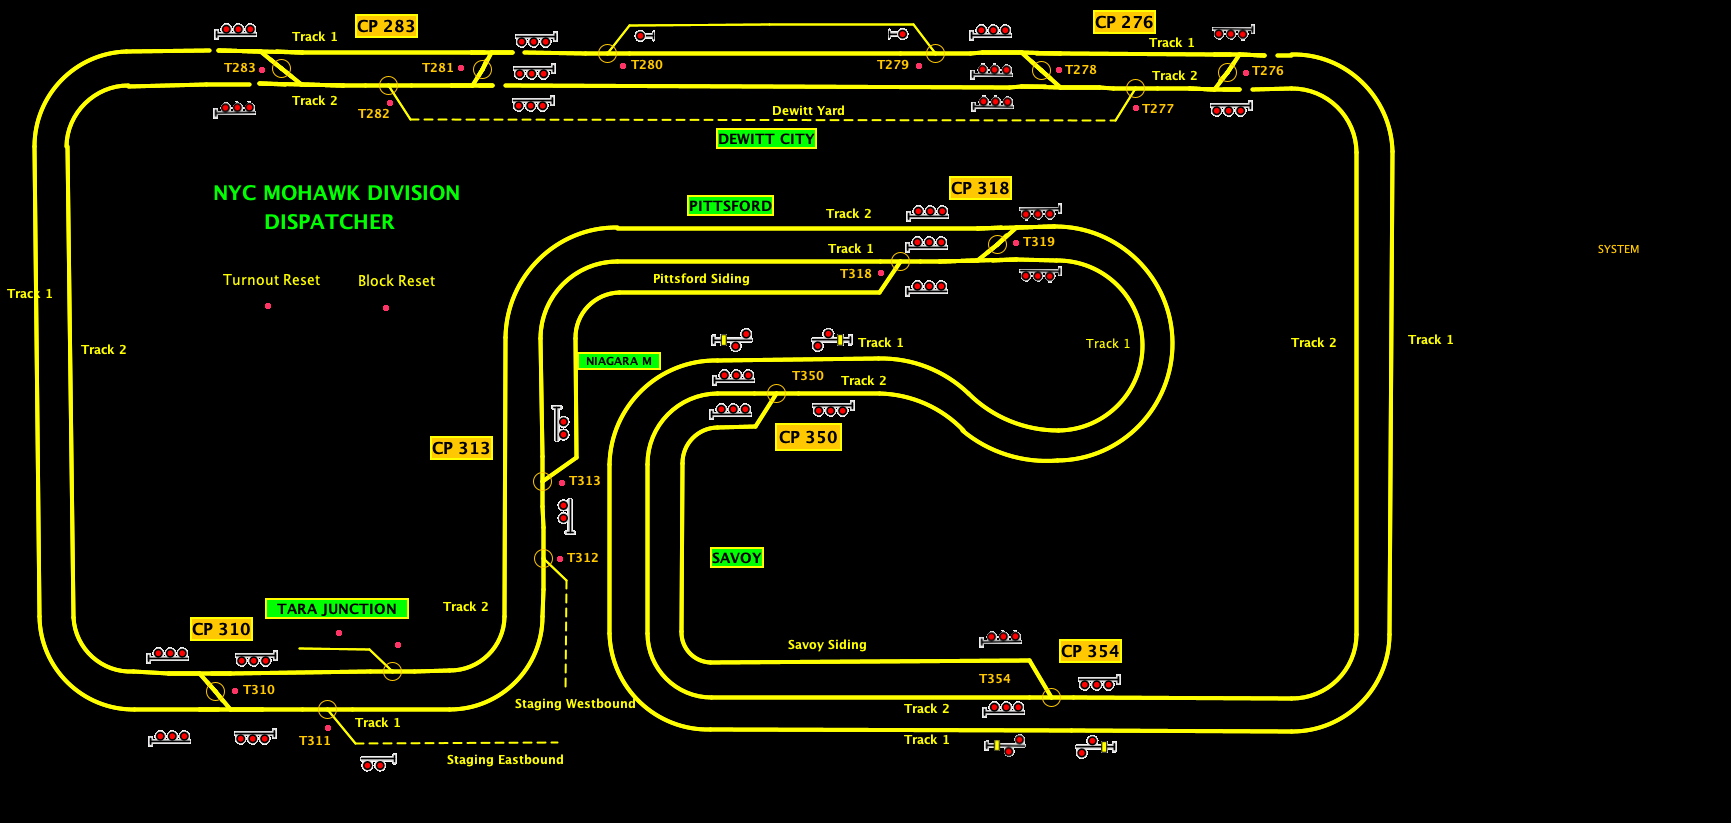 CP 283
CP 276
Track 1
Track 1
T283
T281
T280
T279
T278
T276
Track 2
Track 2
T282
Dewitt Yard
T277
DEWITT CITY
NYC MOHAWK DIVISION
DISPATCHER
CP 318
PITTSFORD
Track 2
T319
Track 1
SYSTEM
T318
Pittsford Siding
Turnout Reset
Block Reset
Track 1
Track 2
NIAGARA M
Track 1
Track 1
Track 2
Track 1
T350
Track 2
CP 313
CP 350
T313
T312
SAVOY
TARA JUNCTION
Track 2
CP 310
Savoy Siding
CP 354
T310
T354
Staging Westbound
Track 2
Track 1
T311
Track 1
Staging Eastbound